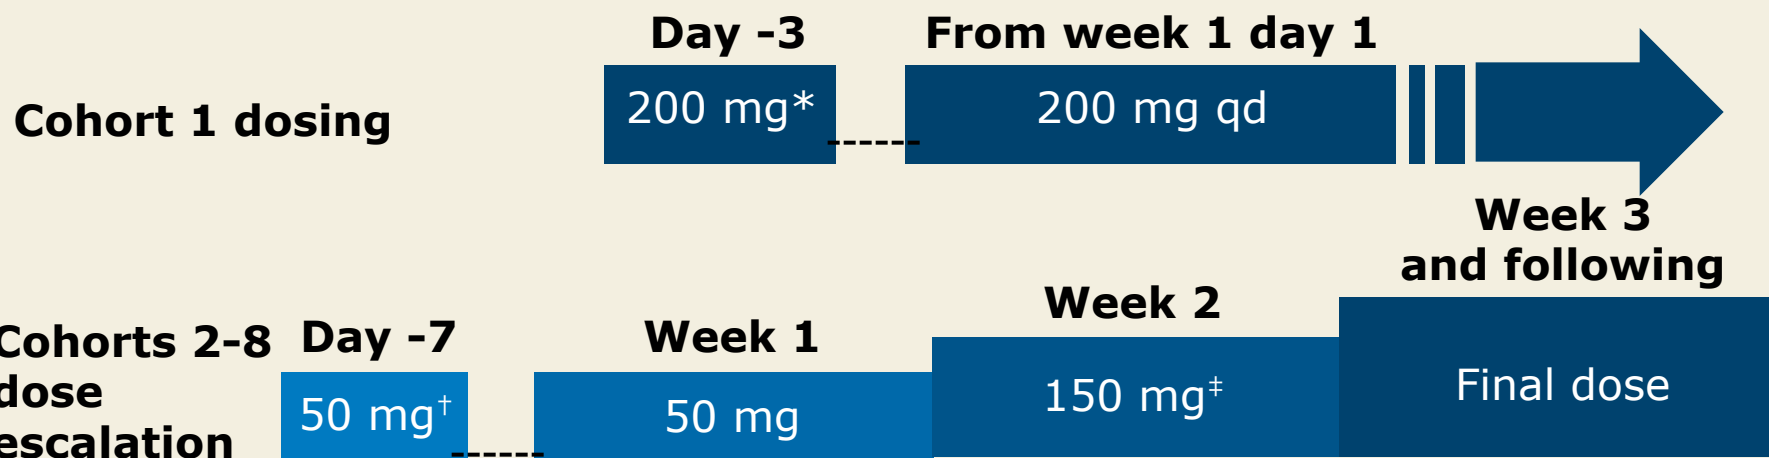 Day -3
From week 1 day 1
Cohort 1 dosing
200 mg*
200 mg qd
Week 3
and following
Cohorts 2-8
dose
escalation
Day -7
Week 1
Week 2
50 mg†
50 mg
150 mg‡
Final dose